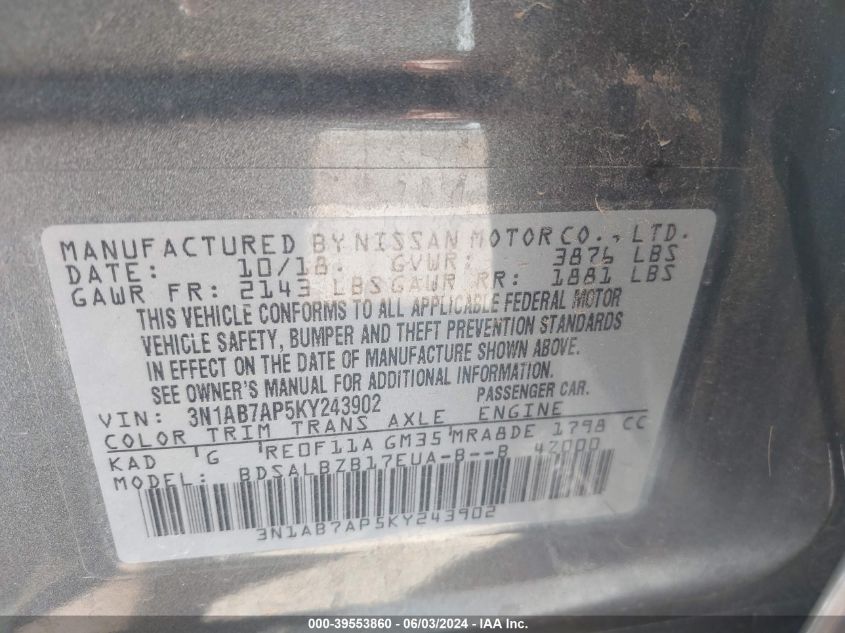 MANUFACTURED BY NISSAN MOTOR CO., LTD.
DATE: 10/18. GVWR: 3876 LBS
GAWR FR: 2143 LBS GAWR RR: 1881 LBS
THIS VEHICLE CONFORMS TO ALL APPLICABLE FEDERAL MOTOR
VEHICLE SAFETY, BUMPER AND THEFT PREVENTION STANDARDS
IN EFFECT ON THE DATE OF MANUFACTURE SHOWN ABOVE.
SEE OWNER'S MANUAL FOR ADDITIONAL INFORMATION.
PASSENGER CAR.
VIN: 3N1AB7AP5KY243902
COLOR TRIM TRANS AXLE ENGINE
KAD G RE0F11A GM35 MRA8DE 1798 CC
MODEL: BDSALBZB17EUA-B--B 47000
3N1AB7AP5KY243902
000-39553860 - 06/03/2024 - IAA Inc.